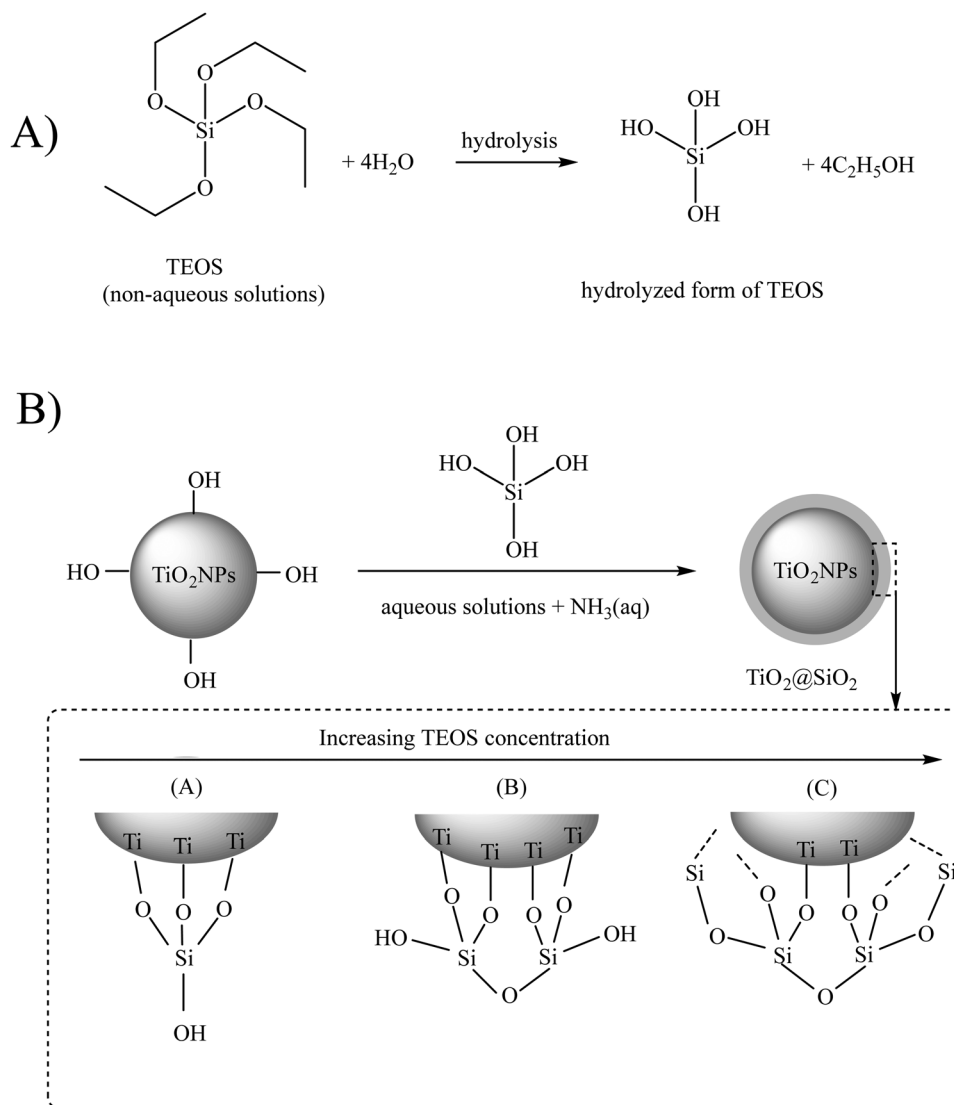 A)
O
O
O
Si
O
+ 4H₂O
hydrolysis
OH
HO
OH
Si
OH
+ 4C₂H₅OH
TEOS
(non-aqueous solutions)
hydrolyzed form of TEOS
B)
OH
HO
TiO₂NPs
OH
OH
OH
HO
OH
Si
OH
aqueous solutions + NH₃(aq)
TiO₂NPs
TiO₂@SiO₂
Increasing TEOS concentration
(A)
(B)
(C)
Ti Ti Ti
O O O
Si
OH
Ti Ti Ti Ti
O O O O
HO Si Si OH
O
Ti Ti
Si O O O O Si
O Si Si O
O